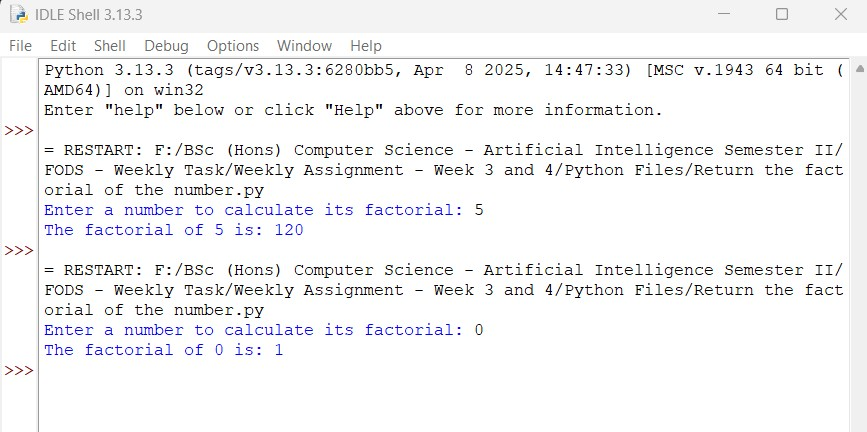 IDLE Shell 3.13.3
File Edit Shell Debug Options Window Help
Python 3.13.3 (tags/v3.13.3:6280bb5, Apr  8 2025, 14:47:33) [MSC v.1943 64 bit (
AMD64)] on win32
Enter "help" below or click "Help" above for more information.
>>>
= RESTART: F:/BSc (Hons) Computer Science - Artificial Intelligence Semester II/
FODS - Weekly Task/Weekly Assignment - Week 3 and 4/Python Files/Return the fact
orial of the number.py
Enter a number to calculate its factorial: 5
The factorial of 5 is: 120
>>>
= RESTART: F:/BSc (Hons) Computer Science - Artificial Intelligence Semester II/
FODS - Weekly Task/Weekly Assignment - Week 3 and 4/Python Files/Return the fact
orial of the number.py
Enter a number to calculate its factorial: 0
The factorial of 0 is: 1
>>>